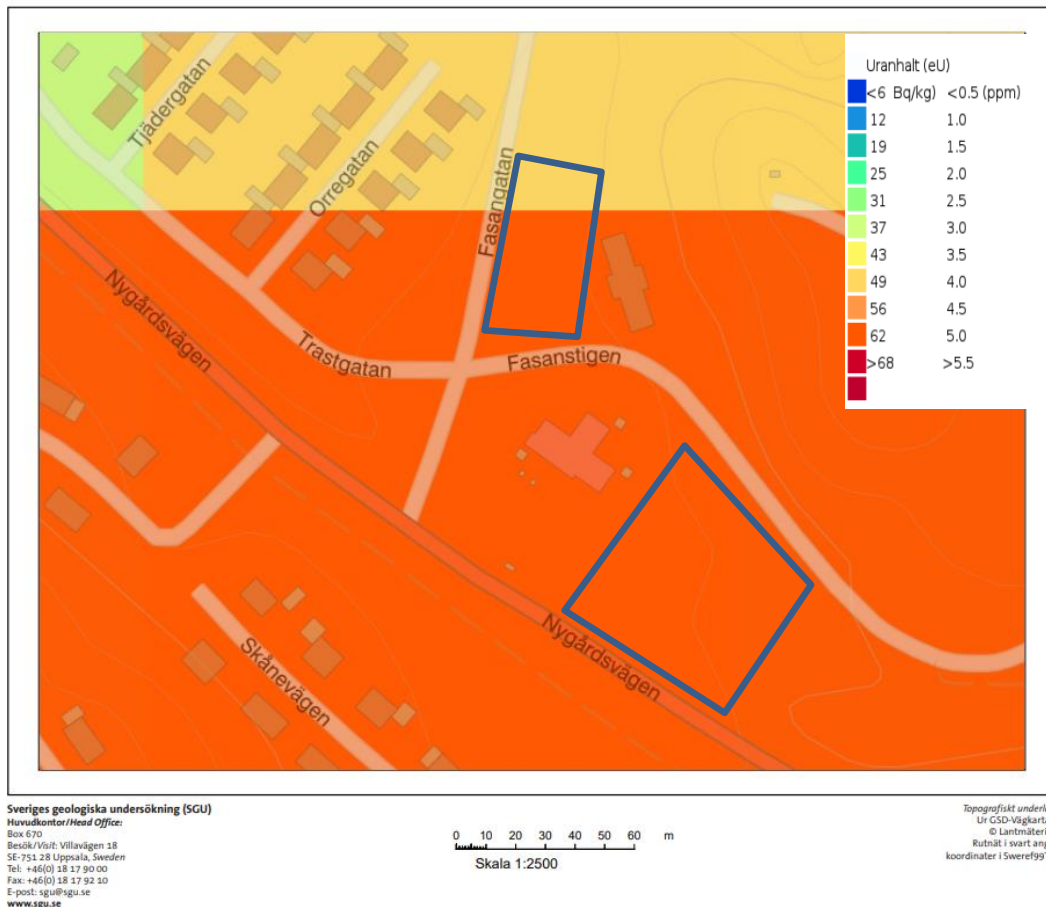 Uranhalt (eU)
<6 Bq/kg) <0.5 (ppm)
12 1.0
19 1.5
25 2.0
31 2.5
37 3.0
43 3.5
49 4.0
56 4.5
62 5.0
>68 >5.5
Tjädergatan
Orregatan
Fasangatan
Nygårdsvägen
Trastgatan
Fasanstigen
Nygårdsvägen
Skånevägen
Sveriges geologiska undersökning (SGU)
Huvudkontor/Head Office:
Box 670
Besök/Visit: Villavägen 18
SE-751 28 Uppsala, Sweden
Tel: +46(0) 18 17 90 00
Fax: +46(0) 18 17 92 10
E-post: sgu@sgu.se
www.sgu.se
0 10 20 30 40 50 60 m
Skala 1:2500
Topografiskt underl
Ur GSD-Vägkart
© Lantmäteri
Rutnät i svart ang
koordinater i Sweref99